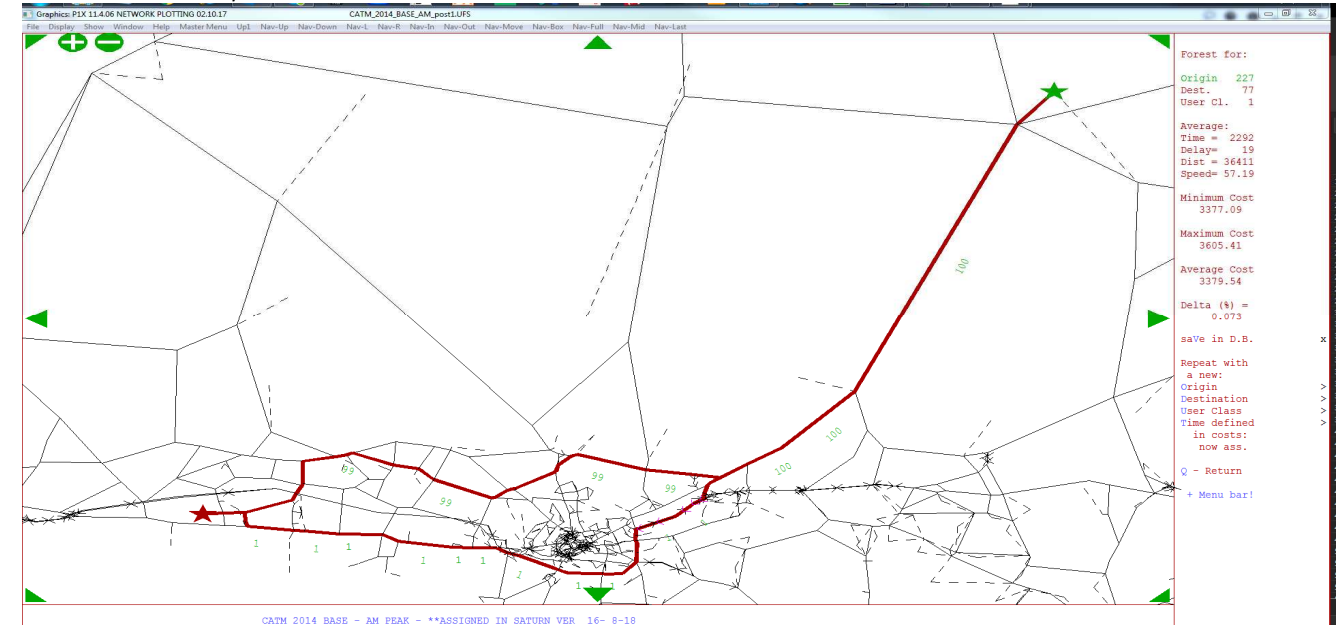 Graphics: P1X 11.4.06 NETWORK PLOTTING 02.10.17 CATM_2014_BASE_AM_post1.UFS
File Display Show Window Help Master Menu Up1 Nav-Up Nav-Down Nav-L Nav-R Nav-In Nav-Out Nav-Move Nav-Box Nav-Full Nav-Mid Nav-Last
Forest for:
Origin 227
Dest. 77
User Cl. 1
Average:
Time = 2292
Delay= 19
Dist = 36411
Speed= 57.19
Minimum Cost
3377.09
Maximum Cost
3605.41
Average Cost
3379.54
Delta (%) =
0.073
saVe in D.B. x
Repeat with
a new:
Origin >
Destination >
User Class >
Time defined >
in costs:
now ass.
Q - Return
+ Menu bar!
100
100
100
99
99
99
99
1
1
1
1
1
1
1
1
1
CATM 2014 BASE - AM PEAK - **ASSIGNED IN SATURN VER 16- 8-18